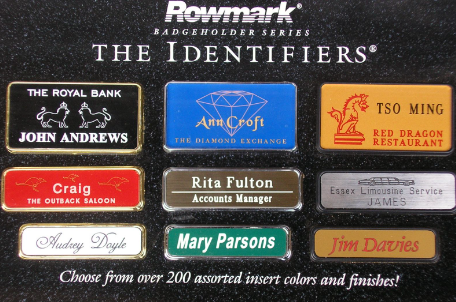 Rowmark®
BADGEHOLDER SERIES
THE IDENTIFIERS®
THE ROYAL BANK
JOHN ANDREWS
Ann Croft
THE DIAMOND EXCHANGE
TSO MING
RED DRAGON
RESTAURANT
Craig
THE OUTBACK SALOON
Rita Fulton
Accounts Manager
Essex Limousine Service
JAMES
Audrey Doyle
Mary Parsons
Jim Davies
Choose from over 200 assorted insert colors and finishes!